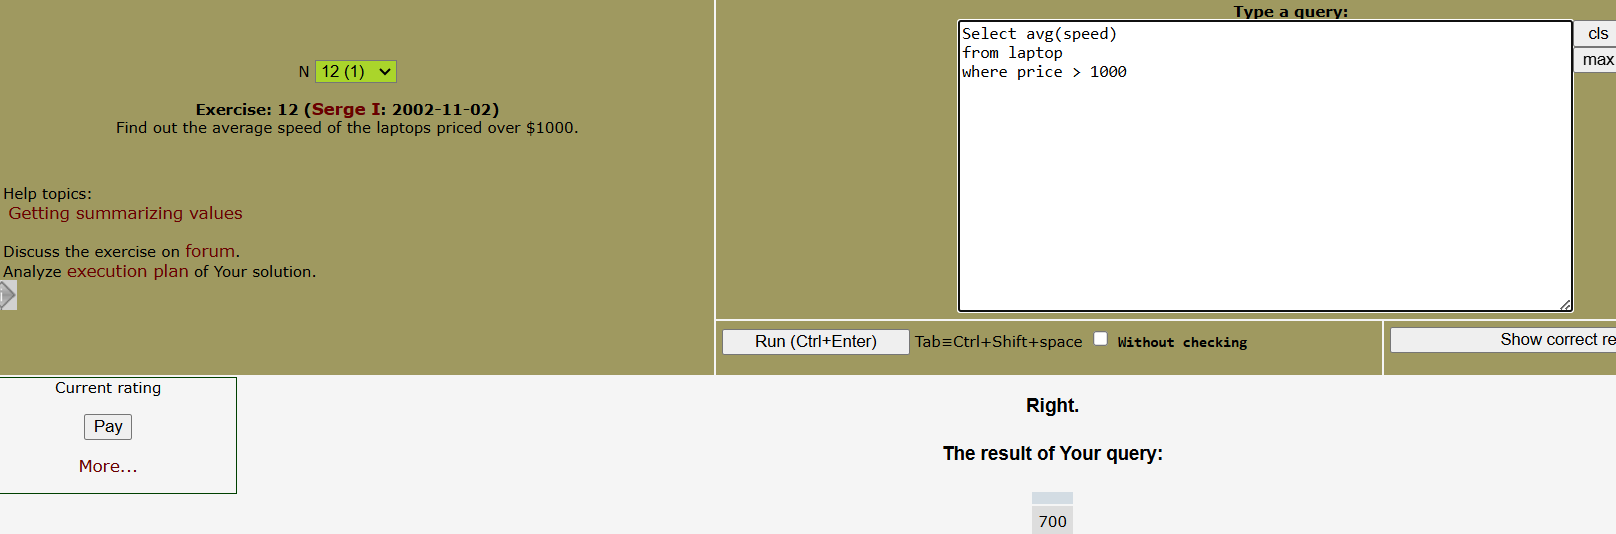 N 12 (1)
Exercise: 12 (Serge I: 2002-11-02)
Find out the average speed of the laptops priced over $1000.
Help topics:
Getting summarizing values
Discuss the exercise on forum.
Analyze execution plan of Your solution.
Type a query:
Select avg(speed)
from laptop
where price > 1000
cls
max
Run (Ctrl+Enter) Tab≡Ctrl+Shift+space Without checking
Show correct re
Current rating
Pay
More...
Right.
The result of Your query:
700